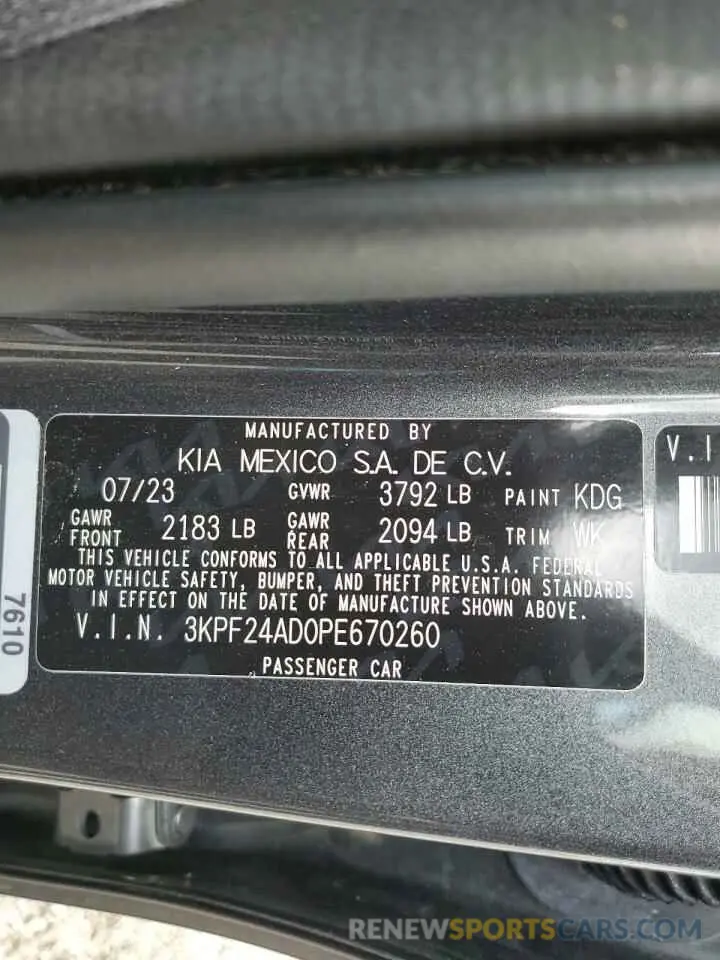 MANUFACTURED BY
KIA MEXICO S.A. DE C.V.
07/23 GVWR 3792 LB PAINT KDG
GAWR FRONT 2183 LB GAWR REAR 2094 LB TRIM WK
THIS VEHICLE CONFORMS TO ALL APPLICABLE U.S.A. FEDERAL
MOTOR VEHICLE SAFETY, BUMPER, AND THEFT PREVENTION STANDARDS
IN EFFECT ON THE DATE OF MANUFACTURE SHOWN ABOVE.
V.I.N. 3KPF24AD0PE670260
PASSENGER CAR
7610
V.I
RENEWSPORTSCARS.COM